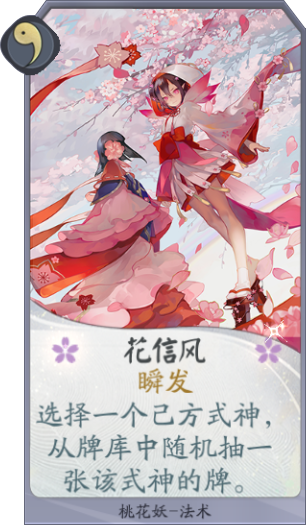 花信风
瞬发
选择一个己方式神，
从牌库中随机抽一
张该式神的牌。
桃花妖-法术